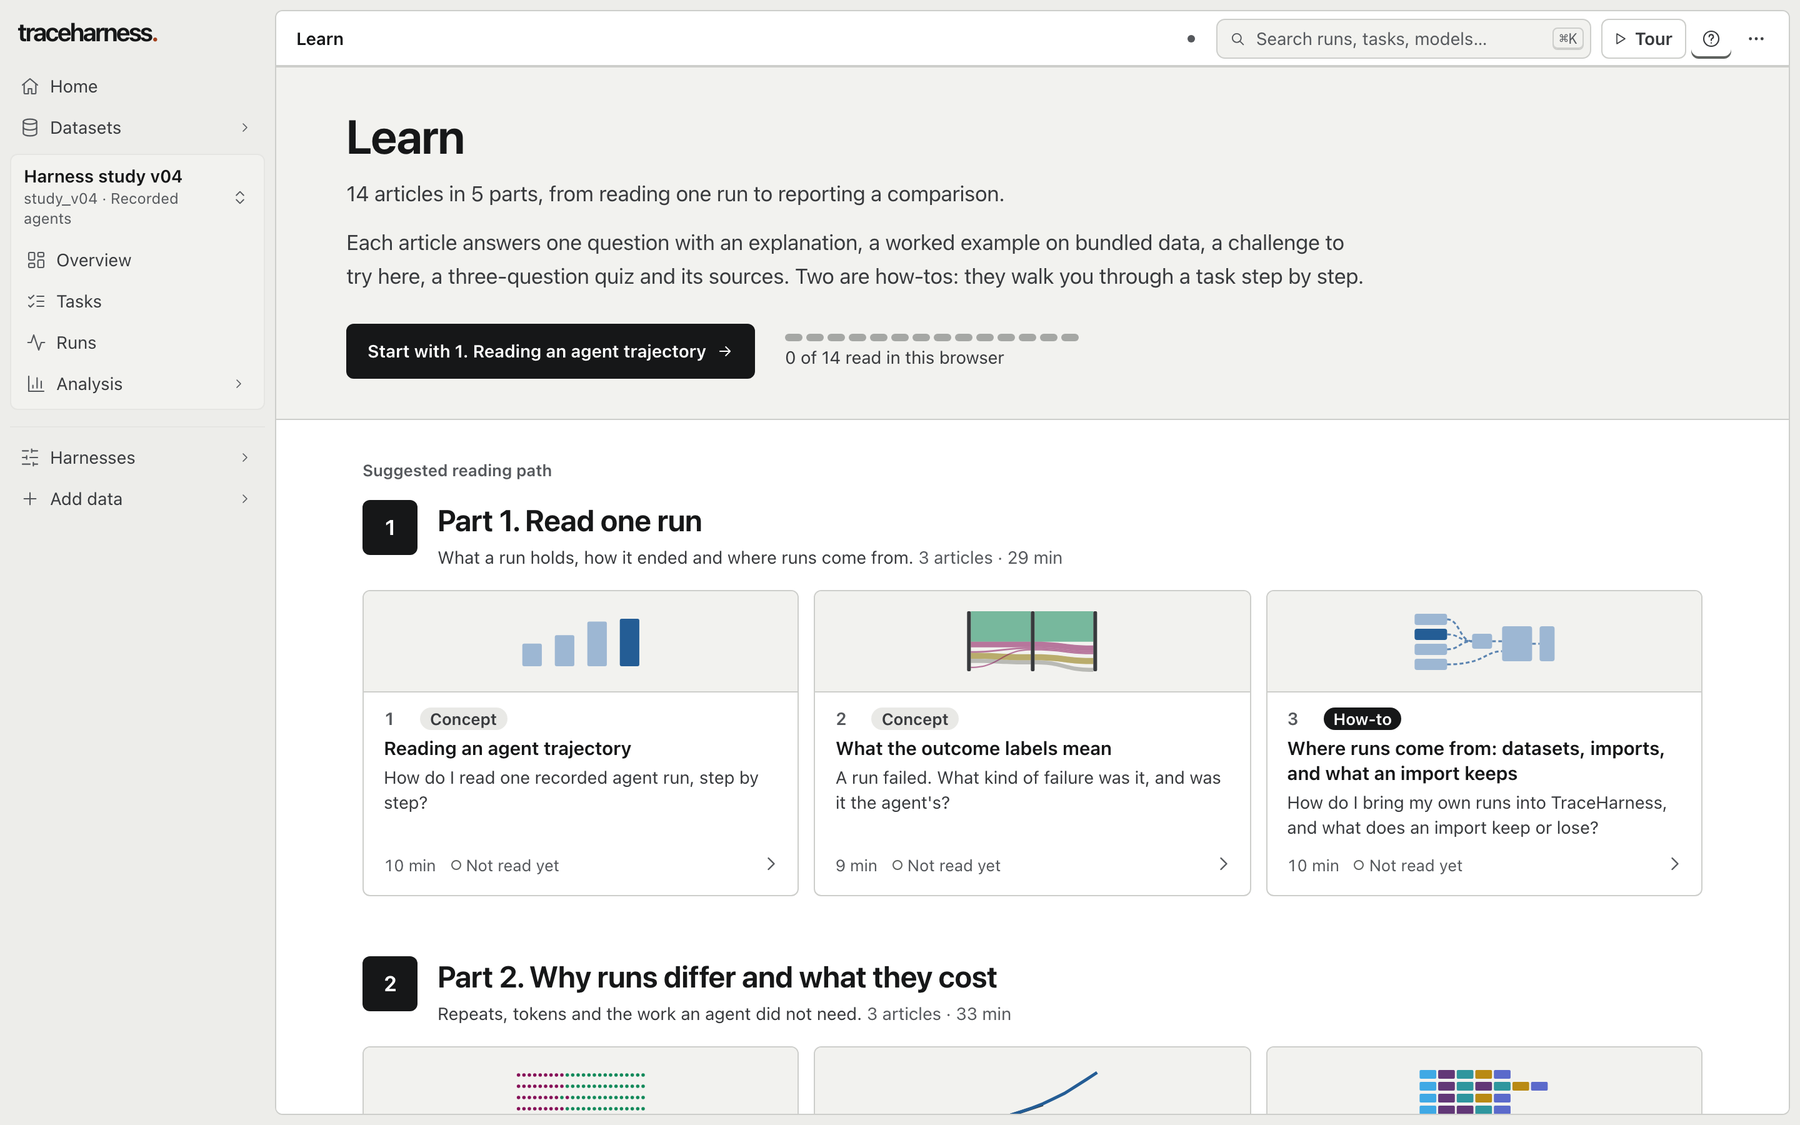 traceharness.
Home
Datasets
Harness study v04
study_v04 · Recorded
agents
Overview
Tasks
Runs
Analysis
Harnesses
Add data
Learn
Search runs, tasks, models...
⌘K
Tour
Learn
14 articles in 5 parts, from reading one run to reporting a comparison.
Each article answers one question with an explanation, a worked example on bundled data, a challenge to
try here, a three-question quiz and its sources. Two are how-tos: they walk you through a task step by step.
Start with 1. Reading an agent trajectory →
0 of 14 read in this browser
Suggested reading path
1
Part 1. Read one run
What a run holds, how it ended and where runs come from. 3 articles · 29 min
1 Concept
Reading an agent trajectory
How do I read one recorded agent run, step by
step?
10 min Not read yet
2 Concept
What the outcome labels mean
A run failed. What kind of failure was it, and was
it the agent's?
9 min Not read yet
3 How-to
Where runs come from: datasets, imports,
and what an import keeps
How do I bring my own runs into TraceHarness,
and what does an import keep or lose?
10 min Not read yet
2
Part 2. Why runs differ and what they cost
Repeats, tokens and the work an agent did not need. 3 articles · 33 min